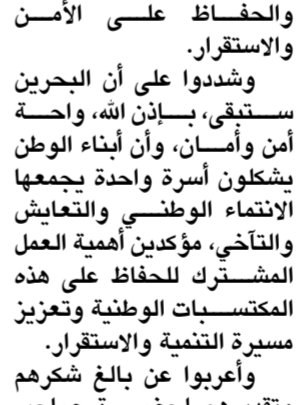 والحفاظ على الأمن
والاستقرار.
وشددوا على أن البحرين
ستبقى، بإذن الله، واحة
أمن وأمان، وأن أبناء الوطن
يشكلون أسرة واحدة يجمعها
الانتماء الوطني والتعايش
والتآخي، مؤكدين أهمية العمل
المشترك للحفاظ على هذه
المكتسبات الوطنية وتعزيز
مسيرة التنمية والاستقرار.
وأعربوا عن بالغ شكرهم